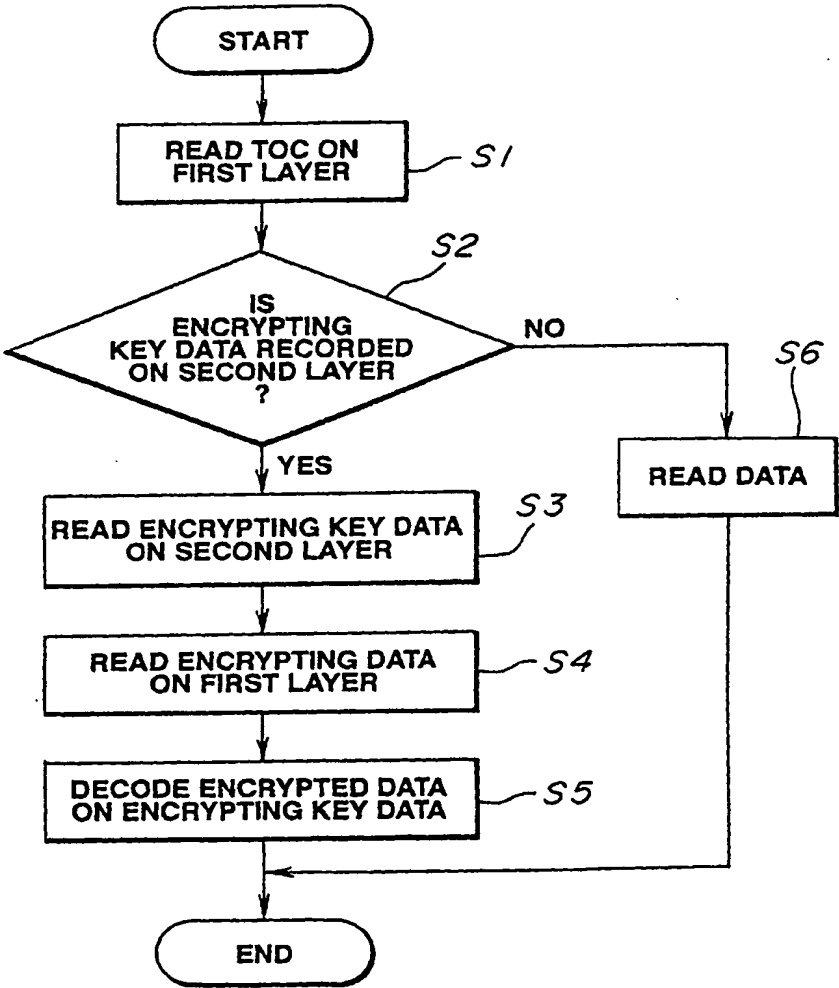 START
READ TOC ON
FIRST LAYER
S1
S2
IS
ENCRYPTING
KEY DATA RECORDED
ON SECOND LAYER
?
NO
YES
S6
READ DATA
READ ENCRYPTING KEY DATA
ON SECOND LAYER
S3
READ ENCRYPTING DATA
ON FIRST LAYER
S4
DECODE ENCRYPTED DATA
ON ENCRYPTING KEY DATA
S5
END